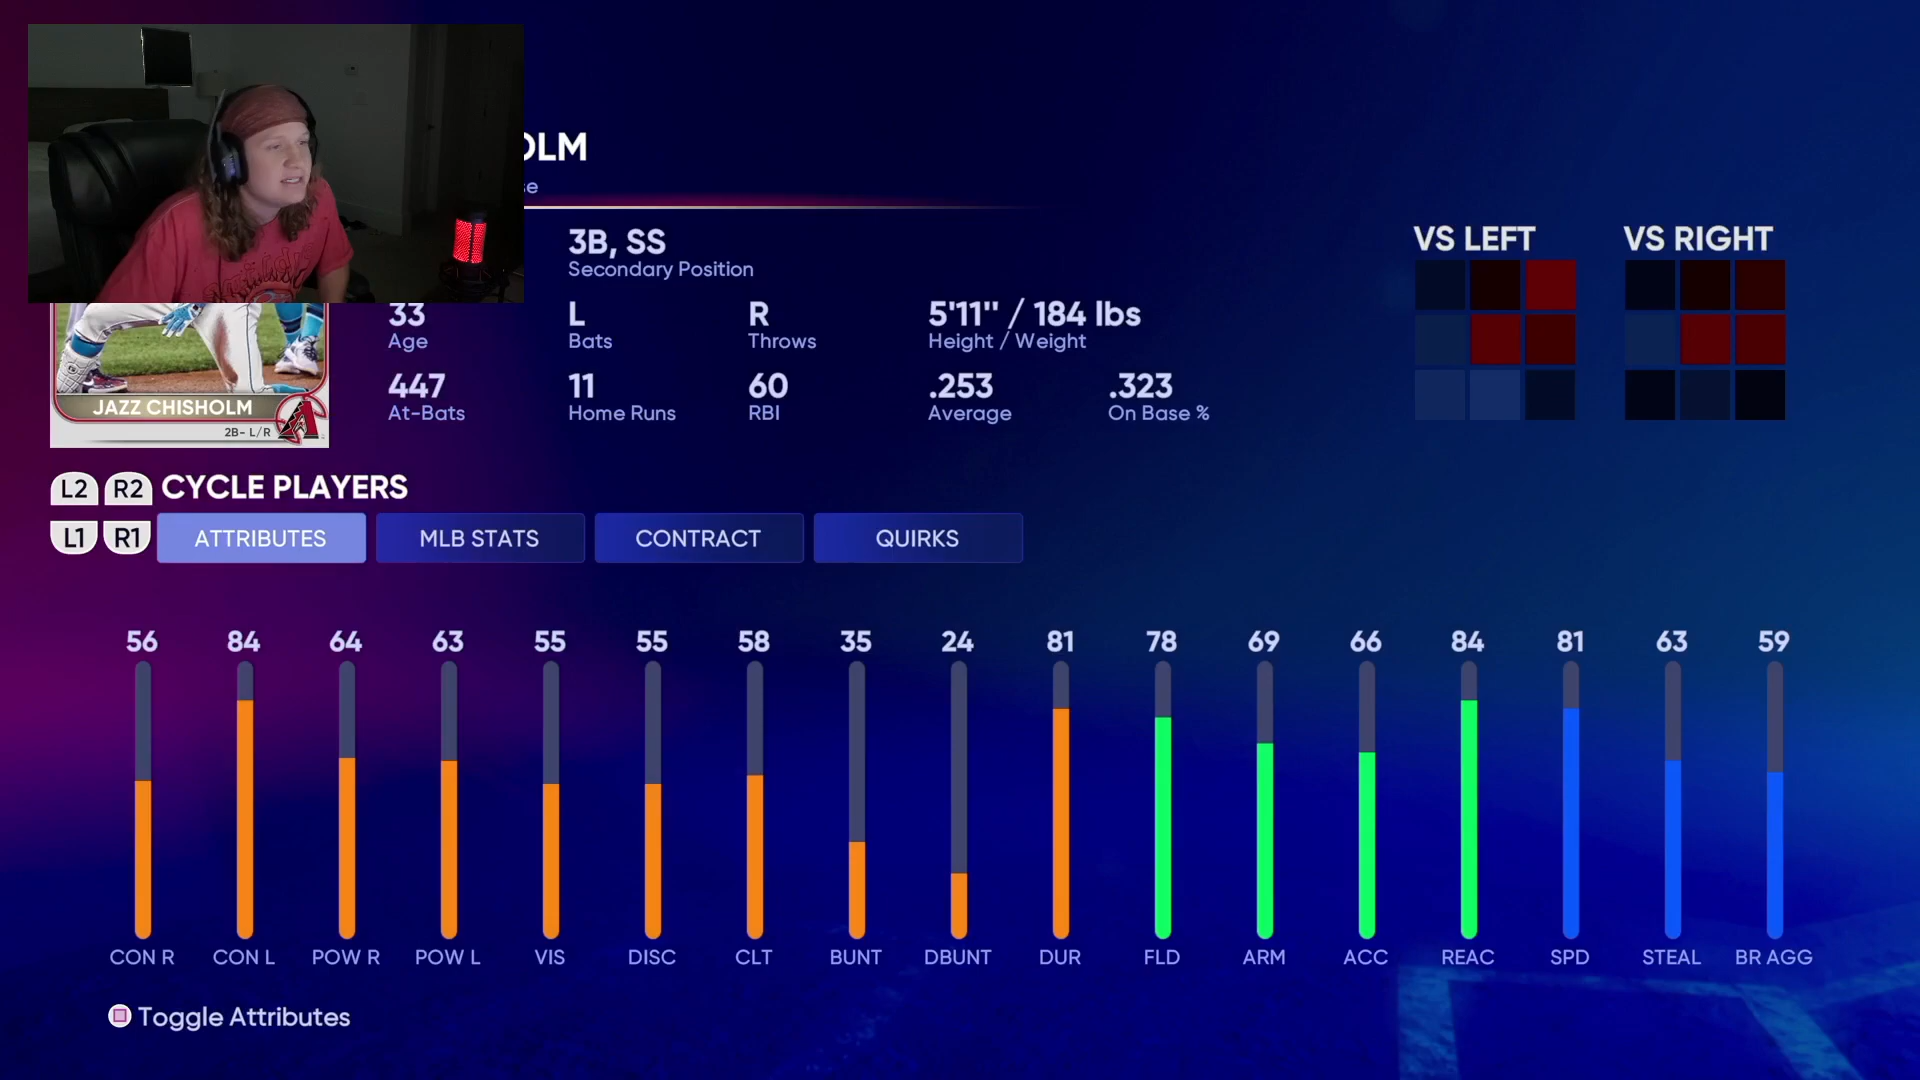 OLM
se
3B, SS
Secondary Position
VS LEFT
VS RIGHT
33
Age
L
Bats
R
Throws
5'11" / 184 lbs
Height / Weight
447
At-Bats
11
Home Runs
60
RBI
.253
Average
.323
On Base %
JAZZ CHISHOLM
2B- L/R
L2 R2 CYCLE PLAYERS
L1 R1 ATTRIBUTES MLB STATS CONTRACT QUIRKS
56 84 64 63 55 55 58 35 24 81 78 69 66 84 81 63 59
CON R CON L POW R POW L VIS DISC CLT BUNT DBUNT DUR FLD ARM ACC REAC SPD STEAL BR AGG
Toggle Attributes